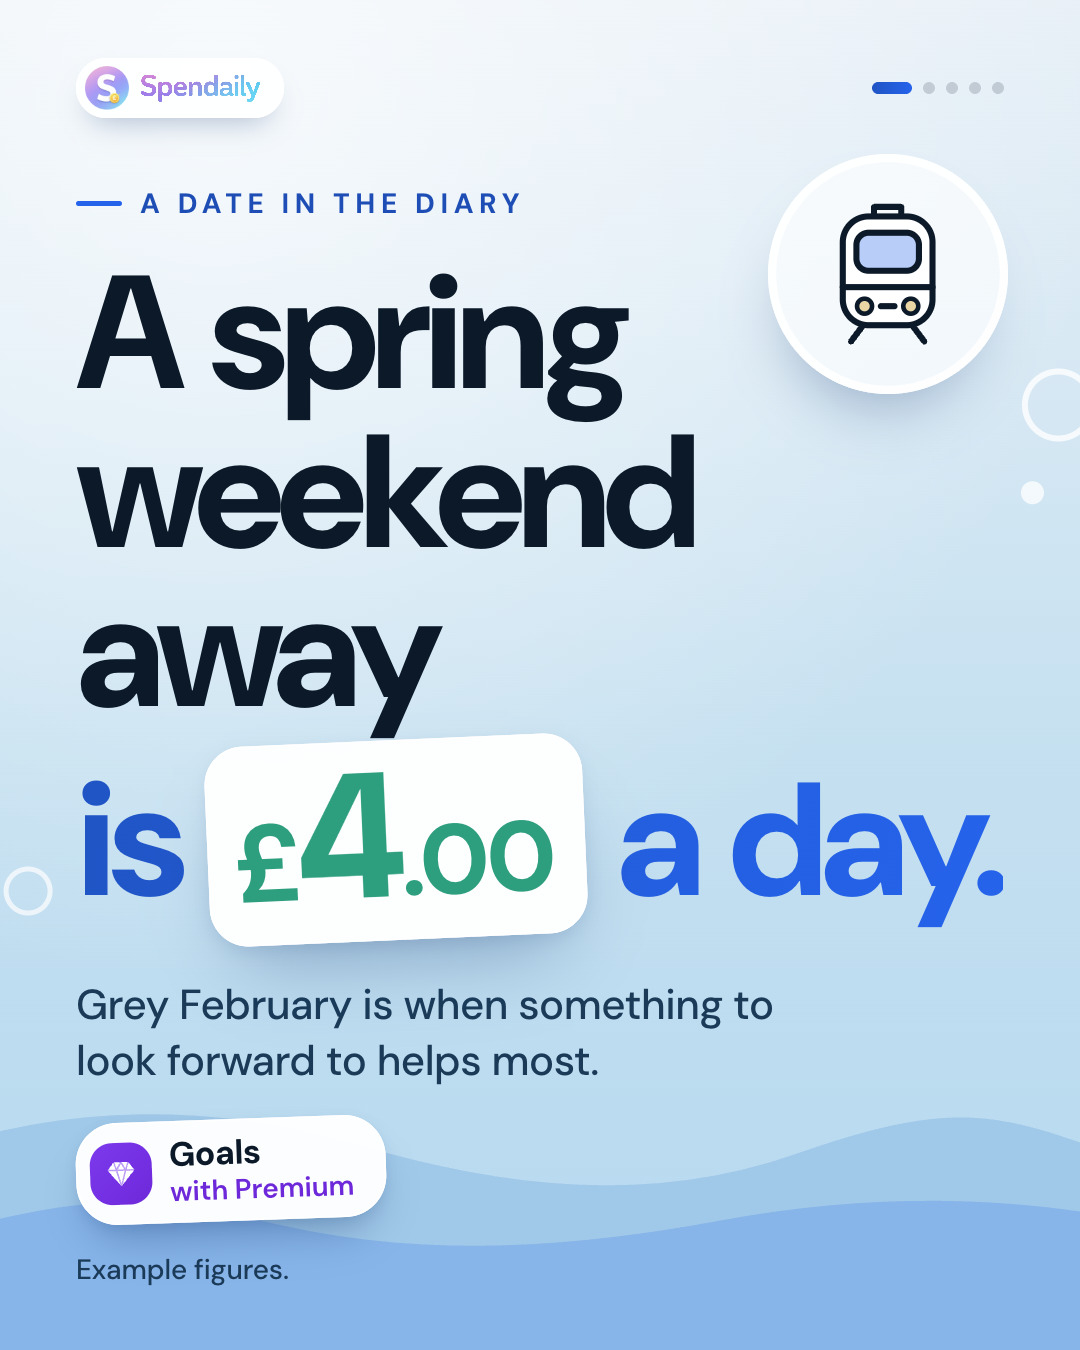 Spendaily
A DATE IN THE DIARY
A spring
weekend
away
is £4.00 a day.
Grey February is when something to
look forward to helps most.
Goals
with Premium
Example figures.